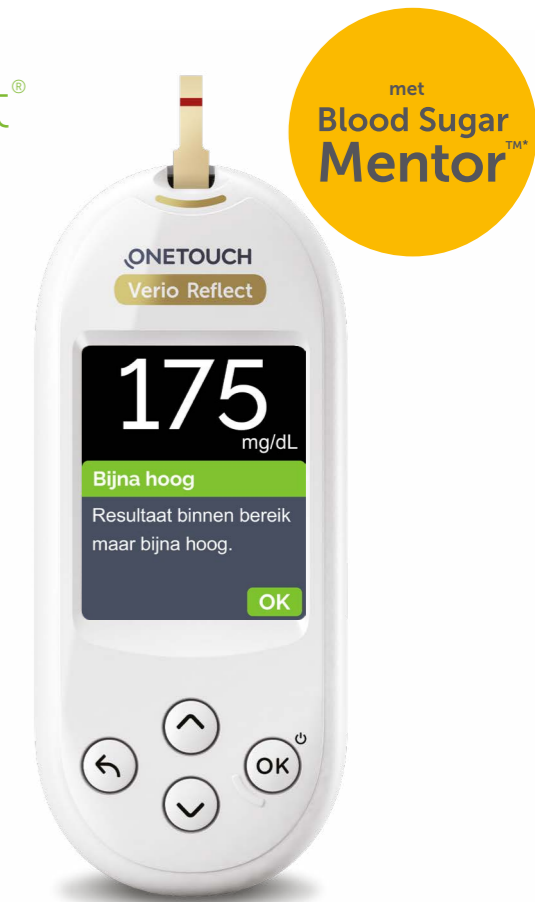 met
Blood Sugar
Mentor™*
ONETOUCH
Verio Reflect
175
mg/dL
Bijna hoog
Resultaat binnen bereik
maar bijna hoog.
OK
OK